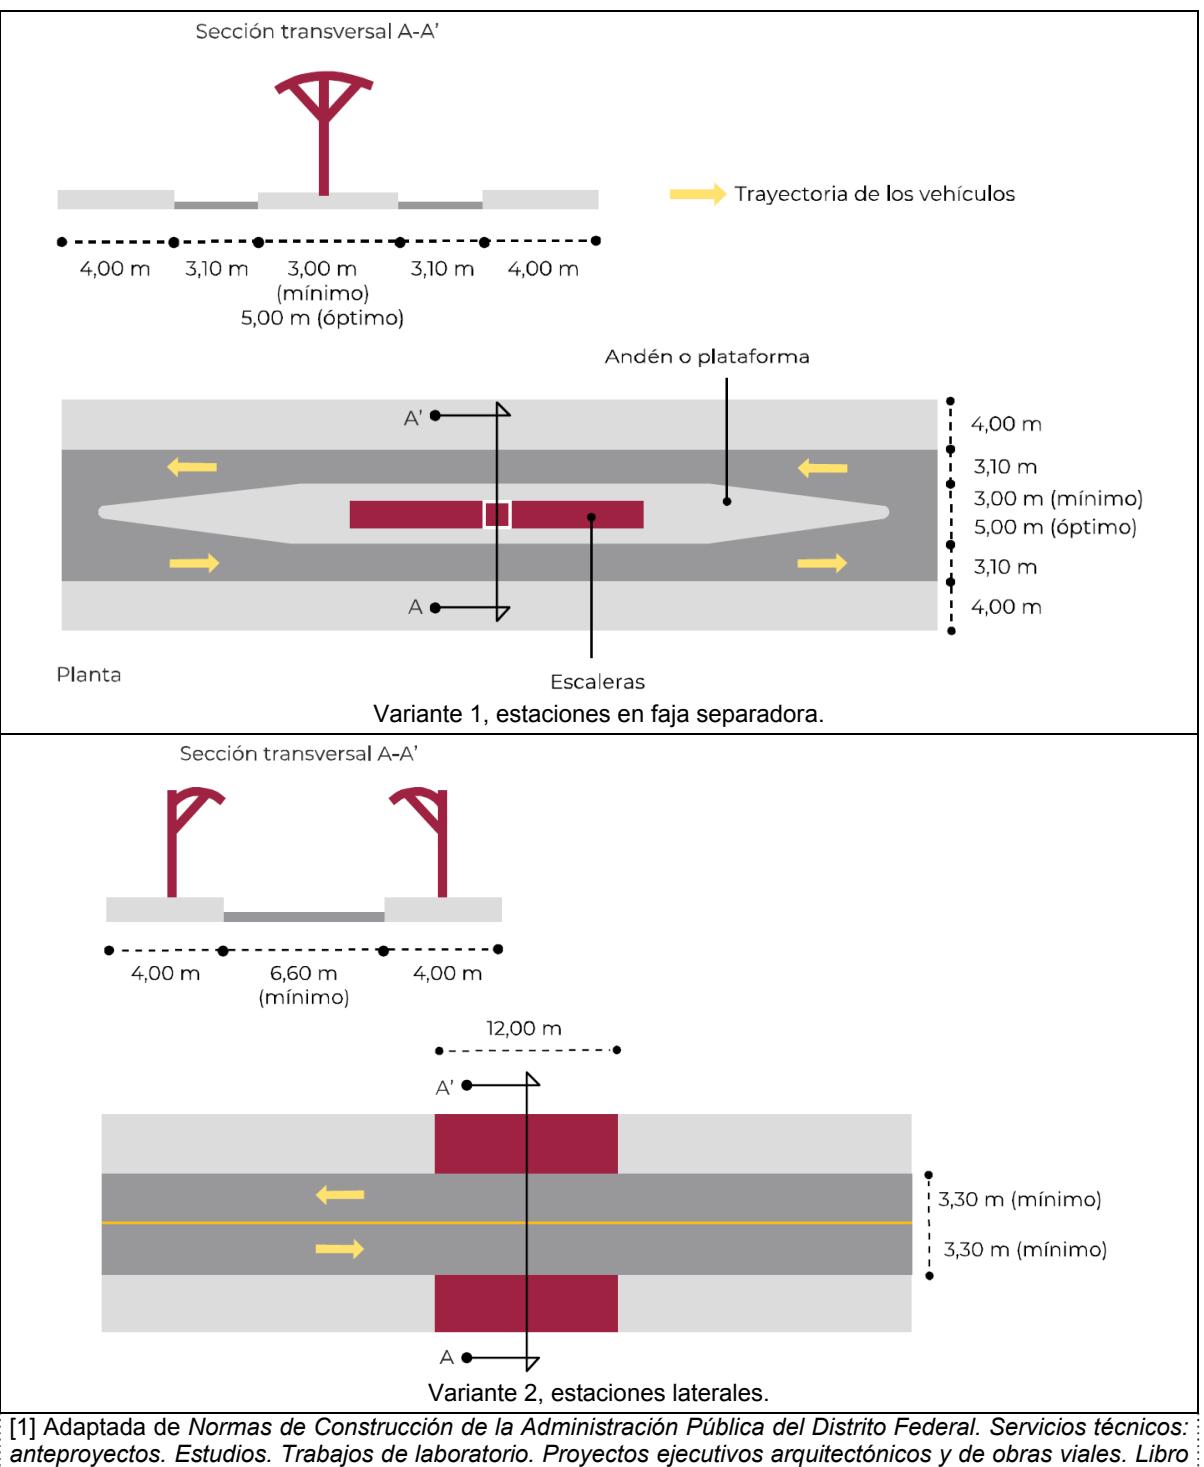 Sección transversal A-A'
Trayectoria de los vehículos
4,00 m
3,10 m
3,00 m
(mínimo)
5,00 m (óptimo)
3,10 m
4,00 m
Andén o plataforma
A'
A
4,00 m
3,10 m
3,00 m (mínimo)
5,00 m (óptimo)
3,10 m
4,00 m
Planta
Escaleras
Variante 1, estaciones en faja separadora.
Sección transversal A-A'
4,00 m
6,60 m
(mínimo)
4,00 m
12,00 m
A'
3,30 m (mínimo)
3,30 m (mínimo)
A
Variante 2, estaciones laterales.
[1] Adaptada de Normas de Construcción de la Administración Pública del Distrito Federal. Servicios técnicos:
anteproyectos. Estudios. Trabajos de laboratorio. Proyectos ejecutivos arquitectónicos y de obras viales. Libro